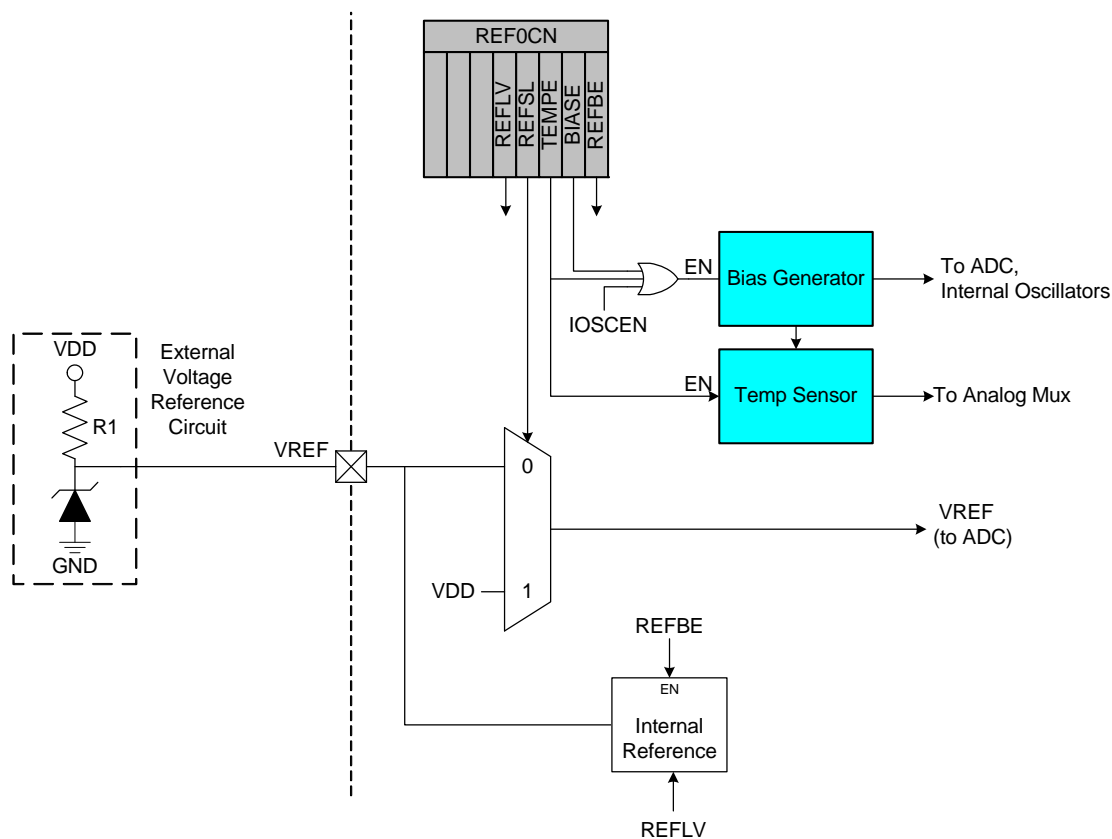 REF0CN
REFLV
REFSL
TEMPE
BIASE
REFBE
EN
Bias Generator
To ADC,
Internal Oscillators
IOSCEN
EN
Temp Sensor
To Analog Mux
VDD
R1
GND
External
Voltage
Reference
Circuit
VREF
0
VDD
1
VREF
(to ADC)
REFBE
EN
Internal
Reference
REFLV